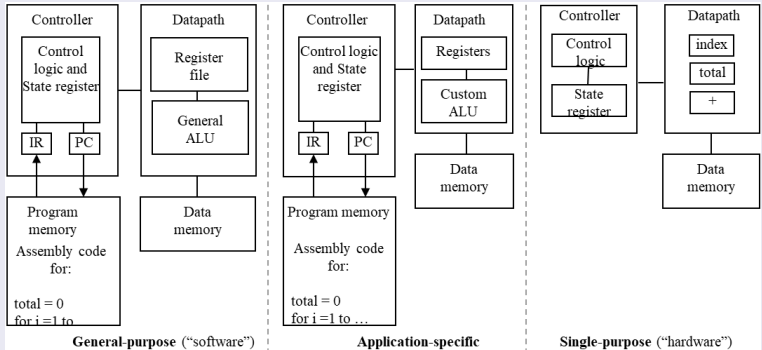 Controller
Control
logic and
State register
IR
PC
Datapath
Register
file
General
ALU
Program
memory
Assembly code
for:
total = 0
for i =1 to
Data
memory
General-purpose (“software”)
Controller
Control logic
and State
register
IR
PC
Datapath
Registers
Custom
ALU
Data
memory
Program memory
Assembly code
for:
total = 0
for i =1 to …
Application-specific
Controller
Control
logic
State
register
Datapath
index
total
+
Data
memory
Single-purpose (“hardware”)